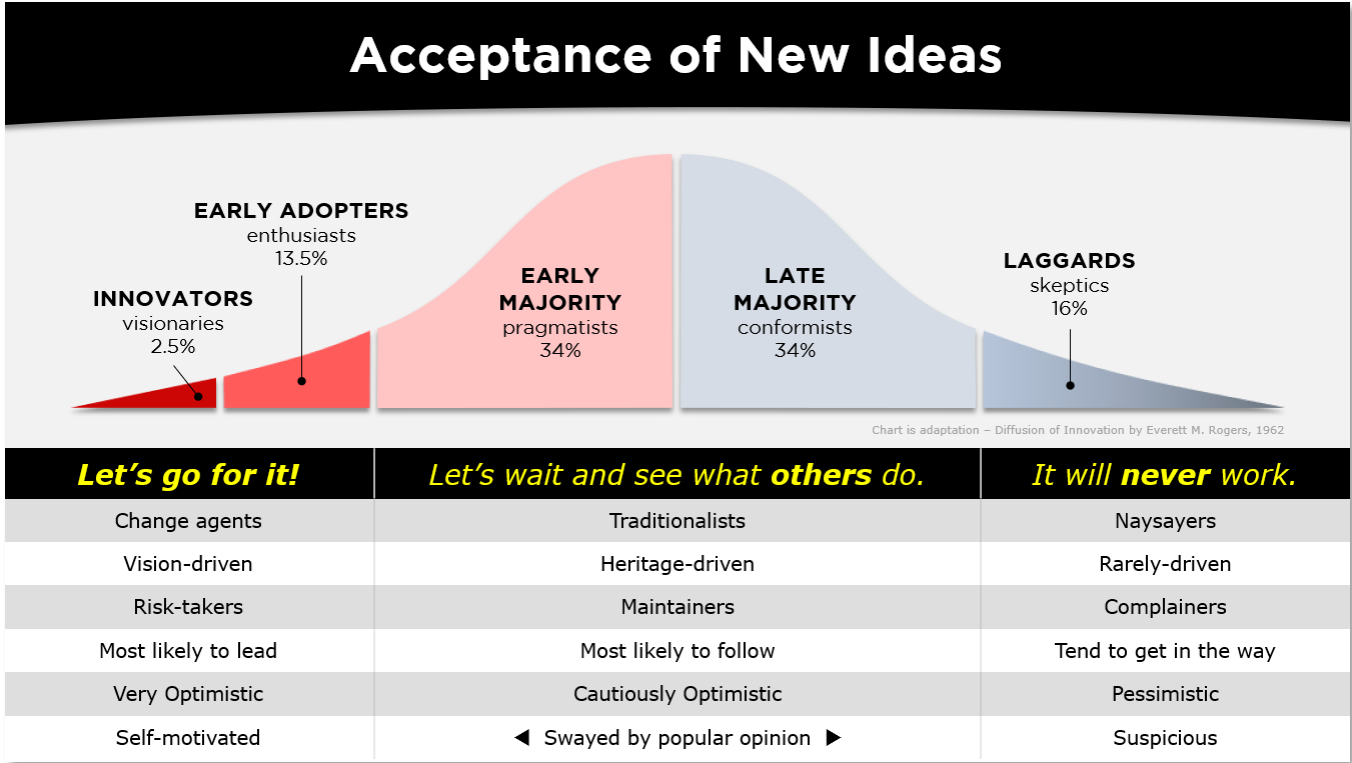 Acceptance of New Ideas
EARLY ADOPTERS
enthusiasts
13.5%
INNOVATORS
visionaries
2.5%
EARLY
MAJORITY
pragmatists
34%
LATE
MAJORITY
conformists
34%
LAGGARDS
skeptics
16%
Chart is adaptation – Diffusion of Innovation by Everett M. Rogers, 1962
Let's go for it! Let's wait and see what others do. It will never work.
Change agents Traditionalists Naysayers
Vision-driven Heritage-driven Rarely-driven
Risk-takers Maintainers Complainers
Most likely to lead Most likely to follow Tend to get in the way
Very Optimistic Cautiously Optimistic Pessimistic
Self-motivated ◀ Swayed by popular opinion ▶ Suspicious